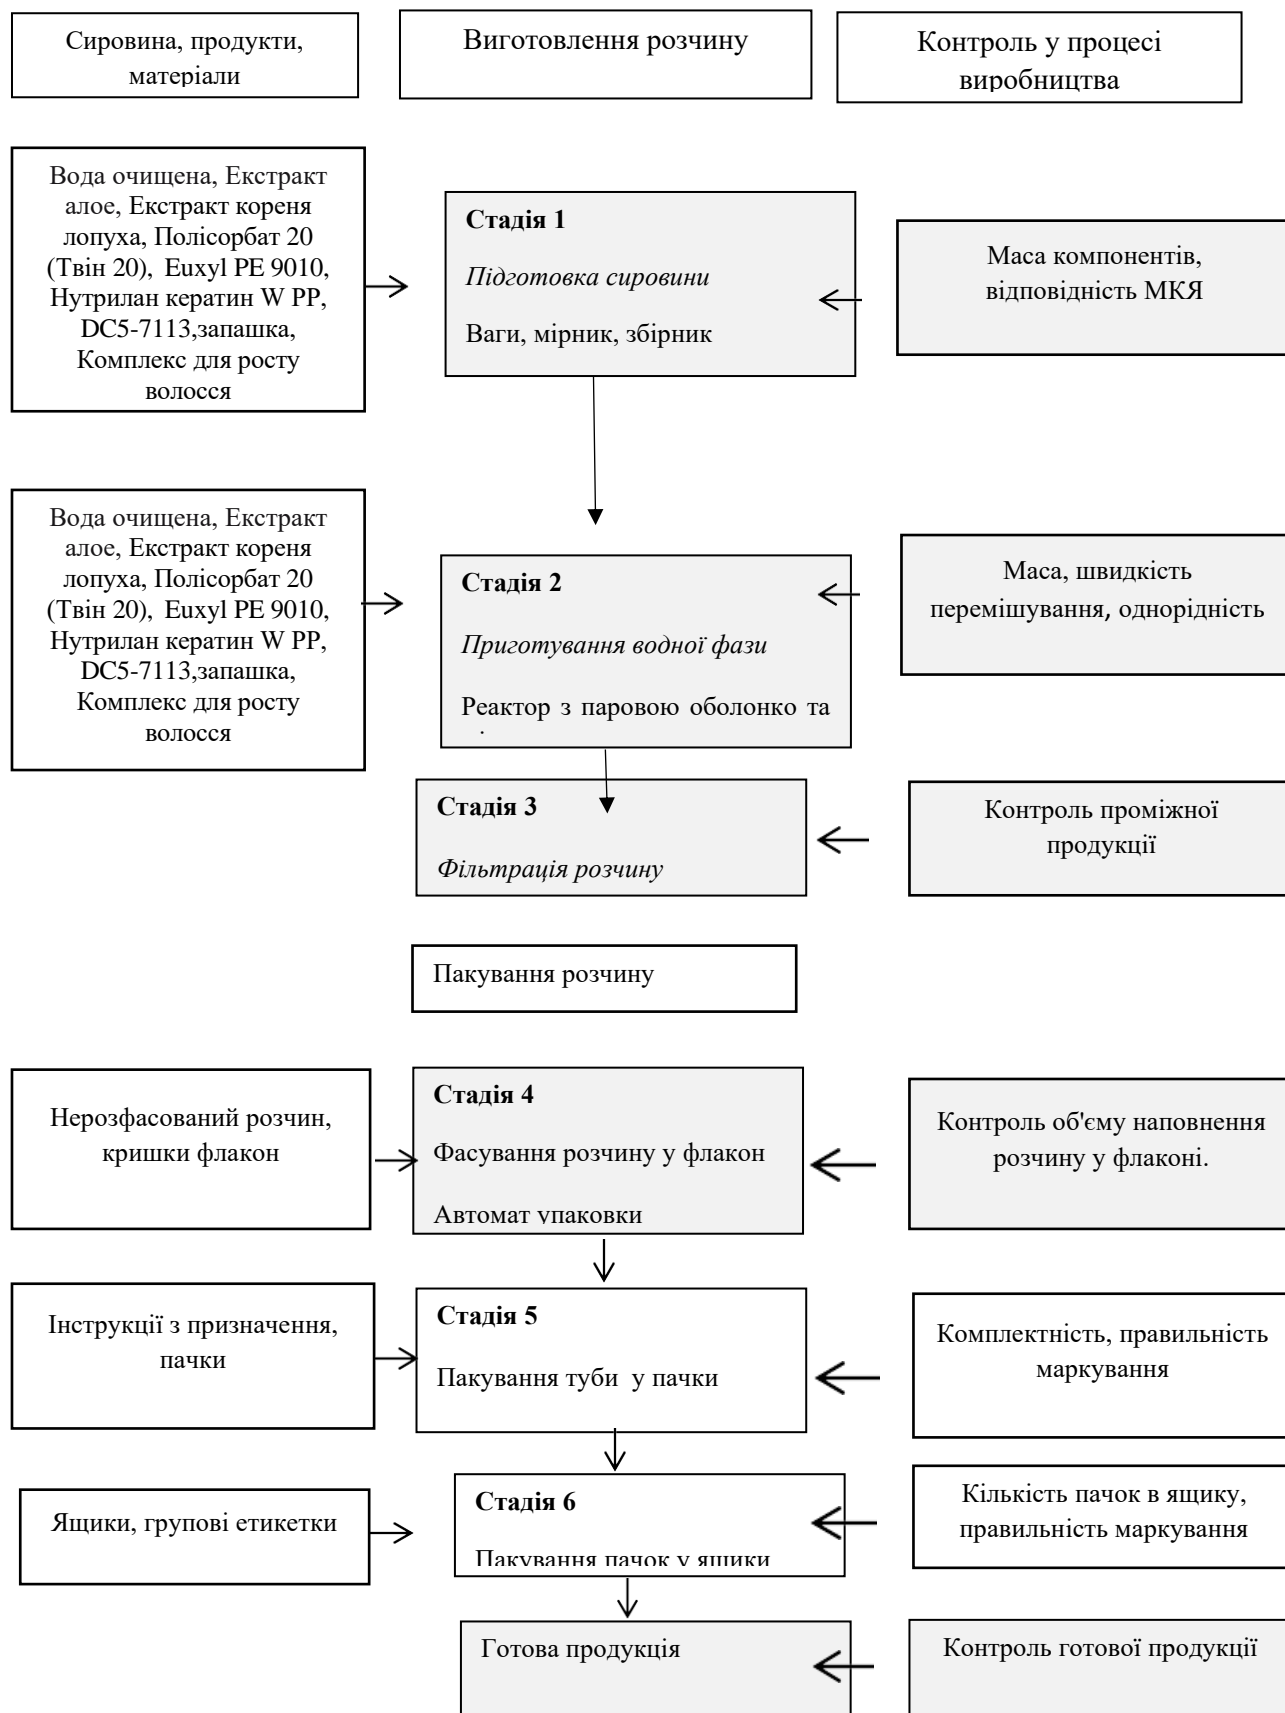 Сировина, продукти,
матеріали
Виготовлення розчину
Контроль у процесі
виробництва
Вода очищена, Екстракт
алое, Екстракт кореня
лопуха, Полісорбат 20
(Твін 20), Euxyl PE 9010,
Нутрилан кератин W PP,
DC5-7113,запашка,
Комплекс для росту
волосся
Стадія 1
Підготовка сировини
Ваги, мірник, збірник
Маса компонентів,
відповідність МКЯ
Вода очищена, Екстракт
алое, Екстракт кореня
лопуха, Полісорбат 20
(Твін 20), Euxyl PE 9010,
Нутрилан кератин W PP,
DC5-7113,запашка,
Комплекс для росту
волосся
Стадія 2
Приготування водної фази
Реактор з паровою оболонко та
Маса, швидкість
перемішування, однорідність
Стадія 3
Фільтрація розчину
Контроль проміжної
продукції
Пакування розчину
Нерозфасований розчин,
кришки флакон
Стадія 4
Фасування розчину у флакон
Автомат упаковки
Контроль об'єму наповнення
розчину у флаконі.
Інструкції з призначення,
пачки
Стадія 5
Пакування туби у пачки
Комплектність, правильність
маркування
Ящики, групові етикетки
Стадія 6
Пакування пачок у ящики
Кількість пачок в ящику,
правильність маркування
Готова продукція
Контроль готової продукції